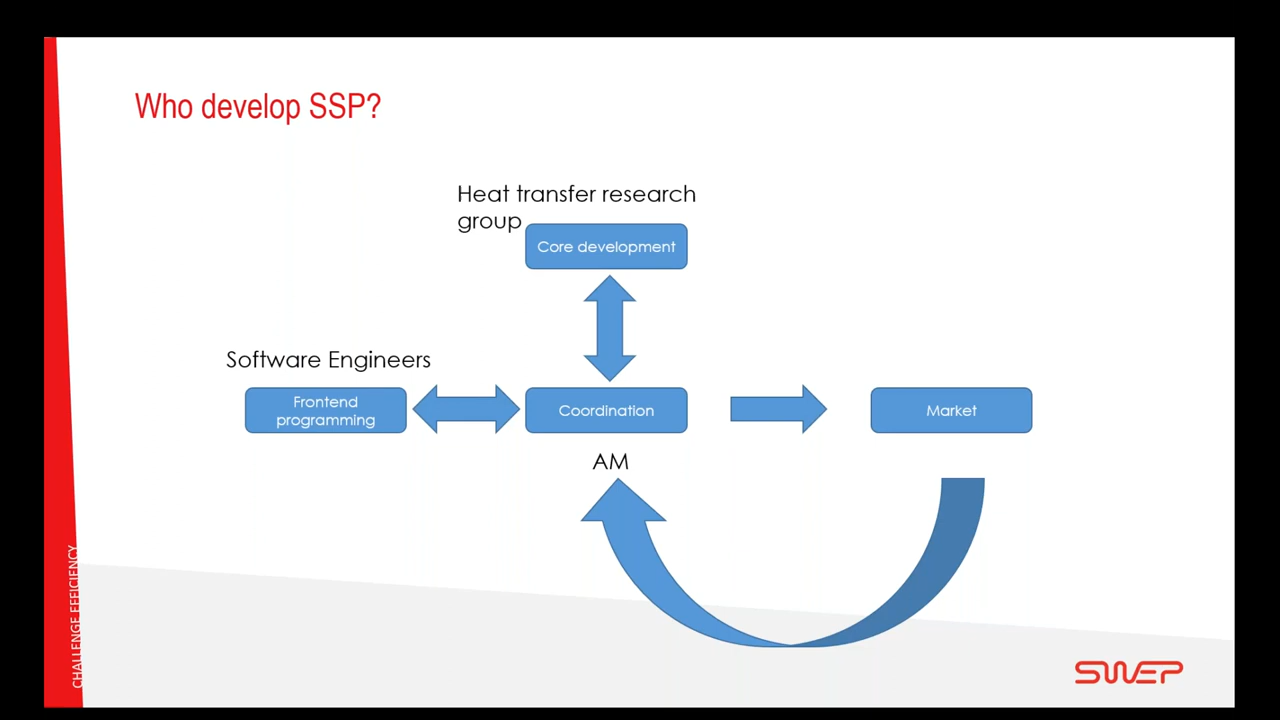 Who develop SSP?
Heat transfer research
group
Core development
Software Engineers
Frontend
programming
Coordination
Market
AM
CHALLENGE EFFICIENCY
SWEP